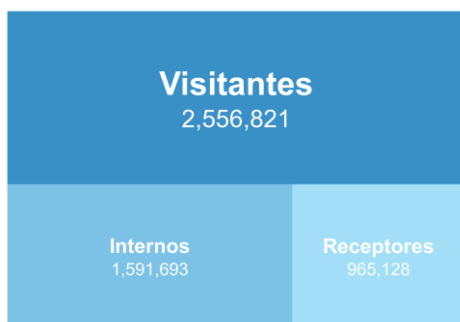 Visitantes
2,556,821
Internos
1,591,693
Receptores
965,128